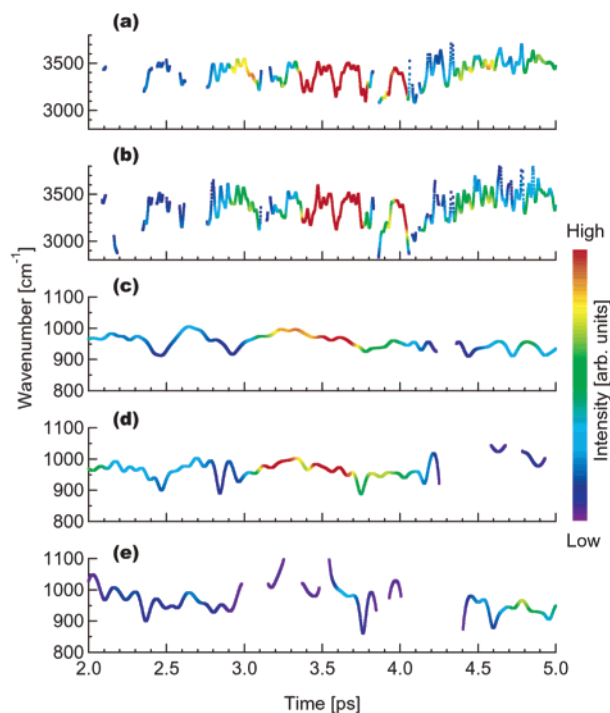 (a)
3500
3000
(b)
3500
3000
(c)
1100
1000
900
800
(d)
1100
1000
900
800
(e)
1100
1000
900
800
2.0 2.5 3.0 3.5 4.0 4.5 5.0
Time [ps]
Wavenumber [cm⁻¹]
High
Intensity [arb. units]
Low